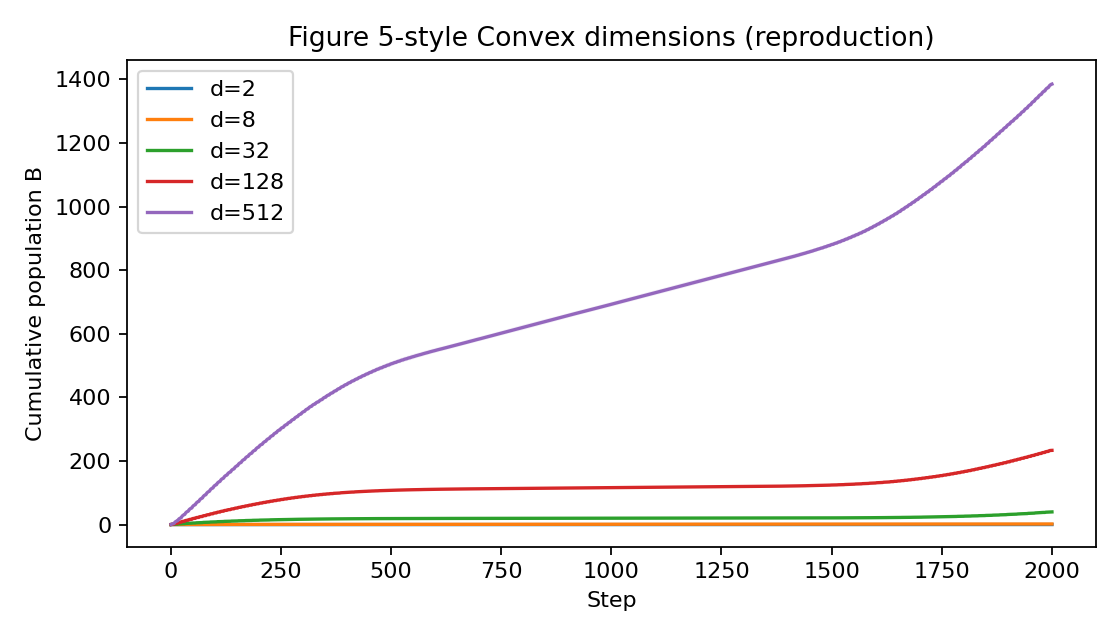 Figure 5-style Convex dimensions (reproduction)
d=2
d=8
d=32
d=128
d=512
Cumulative population B
1400
1200
1000
800
600
400
200
0
0 250 500 750 1000 1250 1500 1750 2000
Step